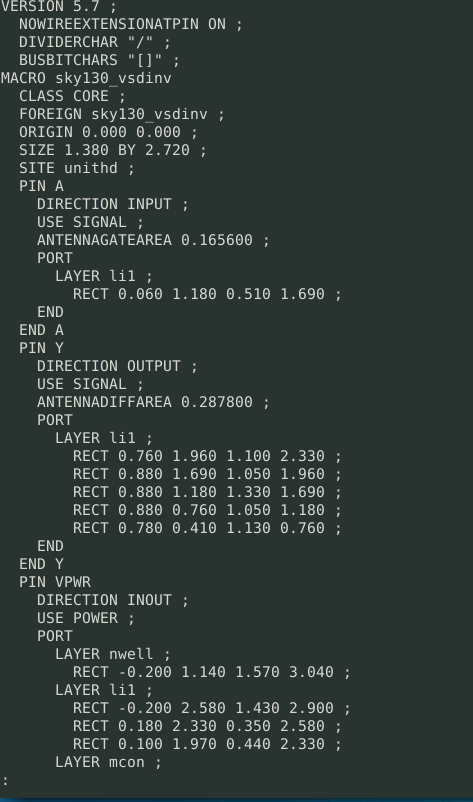 VERSION 5.7 ;
  NOWIREEXTENSIONATPIN ON ;
  DIVIDERCHAR "/" ;
  BUSBITCHARS "[]" ;
MACRO sky130_vsdinv
  CLASS CORE ;
  FOREIGN sky130_vsdinv ;
  ORIGIN 0.000 0.000 ;
  SIZE 1.380 BY 2.720 ;
  SITE unithd ;
  PIN A
    DIRECTION INPUT ;
    USE SIGNAL ;
    ANTENNAGATEAREA 0.165600 ;
    PORT
      LAYER li1 ;
        RECT 0.060 1.180 0.510 1.690 ;
    END
  END A
  PIN Y
    DIRECTION OUTPUT ;
    USE SIGNAL ;
    ANTENNADIFFAREA 0.287800 ;
    PORT
      LAYER li1 ;
        RECT 0.760 1.960 1.100 2.330 ;
        RECT 0.880 1.690 1.050 1.960 ;
        RECT 0.880 1.180 1.330 1.690 ;
        RECT 0.880 0.760 1.050 1.180 ;
        RECT 0.780 0.410 1.130 0.760 ;
    END
  END Y
  PIN VPWR
    DIRECTION INOUT ;
    USE POWER ;
    PORT
      LAYER nwell ;
        RECT -0.200 1.140 1.570 3.040 ;
      LAYER li1 ;
        RECT -0.200 2.580 1.430 2.900 ;
        RECT 0.180 2.330 0.350 2.580 ;
        RECT 0.100 1.970 0.440 2.330 ;
      LAYER mcon ;
: